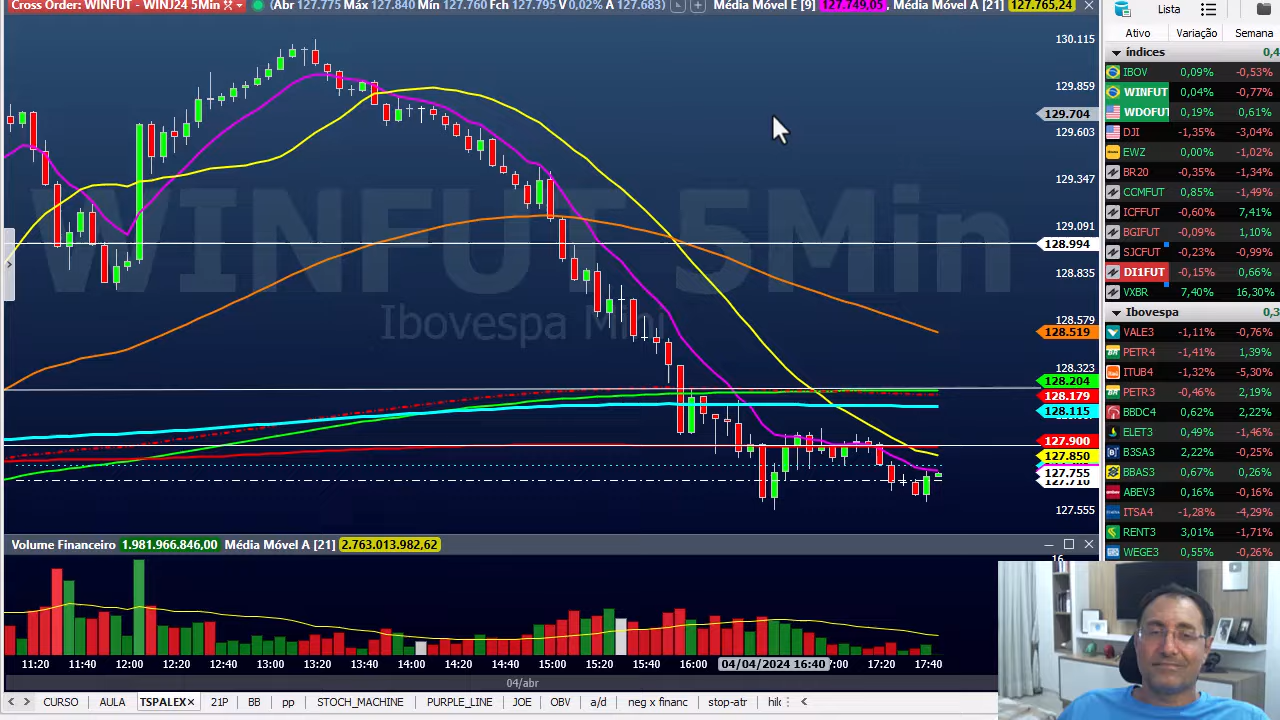 Cross Order: WINFUT - WINJ24 5Min
Abr 127.775 Máx 127.840 Mín 127.760 Fch 127.795 V 0,02% A 127.683) Média Móvel E [9] 127.749,05 Média Móvel A [21] 127.765,24
130.115
129.859
129.704
129.603
129.347
129.091
128.994
128.835
128.579
128.519
128.323
128.204
128.179
128.115
127.900
127.850
127.755
127.710
127.555
WINFUT 5Min
Ibovespa Mini
Volume Financeiro 1.981.966.846,00 Média Móvel A [21] 2.763.013.982,62
16
11:20 11:40 12:00 12:20 12:40 13:00 13:20 13:40 14:00 14:20 14:40 15:00 15:20 15:40 16:00 04/04/2024 16:40 7:00 17:20 17:40
04/abr
CURSO AULA TSPALEX× 21P BB pp STOCH_MACHINE PURPLE_LINE JOE OBV a/d neg x financ stop-atr hilo
Lista
Ativo Variação Semana
índices 0,4
IBOV 0,09% -0,53%
WINFUT 0,04% -0,77%
WDOFUT 0,19% 0,61%
DJI -1,35% -3,04%
EWZ 0,00% -1,02%
BR20 -0,35% -1,34%
CCMFUT 0,85% -1,49%
ICFFUT -0,60% 7,41%
BGIFUT -0,09% 1,10%
SJCFUT -0,23% -0,99%
DI1FUT -0,15% 0,66%
VXBR 7,40% 16,30%
Ibovespa 0,3
VALE3 -1,11% -0,76%
PETR4 -1,41% 1,39%
ITUB4 -1,32% -5,30%
PETR3 -0,46% 2,19%
BBDC4 0,62% 2,22%
ELET3 0,49% -1,46%
B3SA3 2,22% -0,25%
BBAS3 0,67% 0,26%
ABEV3 0,16% -0,16%
ITSA4 -1,28% -4,29%
RENT3 3,01% -1,71%
WEGE3 0,55% -0,26%